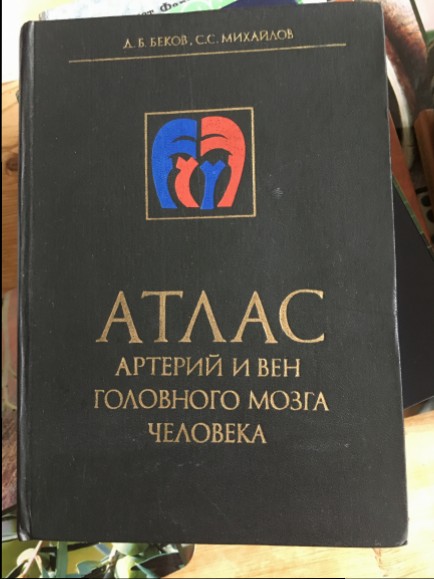 Д. Б. БЕКОВ, С.С. МИХАЙЛОВ
АТЛАС
АРТЕРИЙ И ВЕН
ГОЛОВНОГО МОЗГА
ЧЕЛОВЕКА